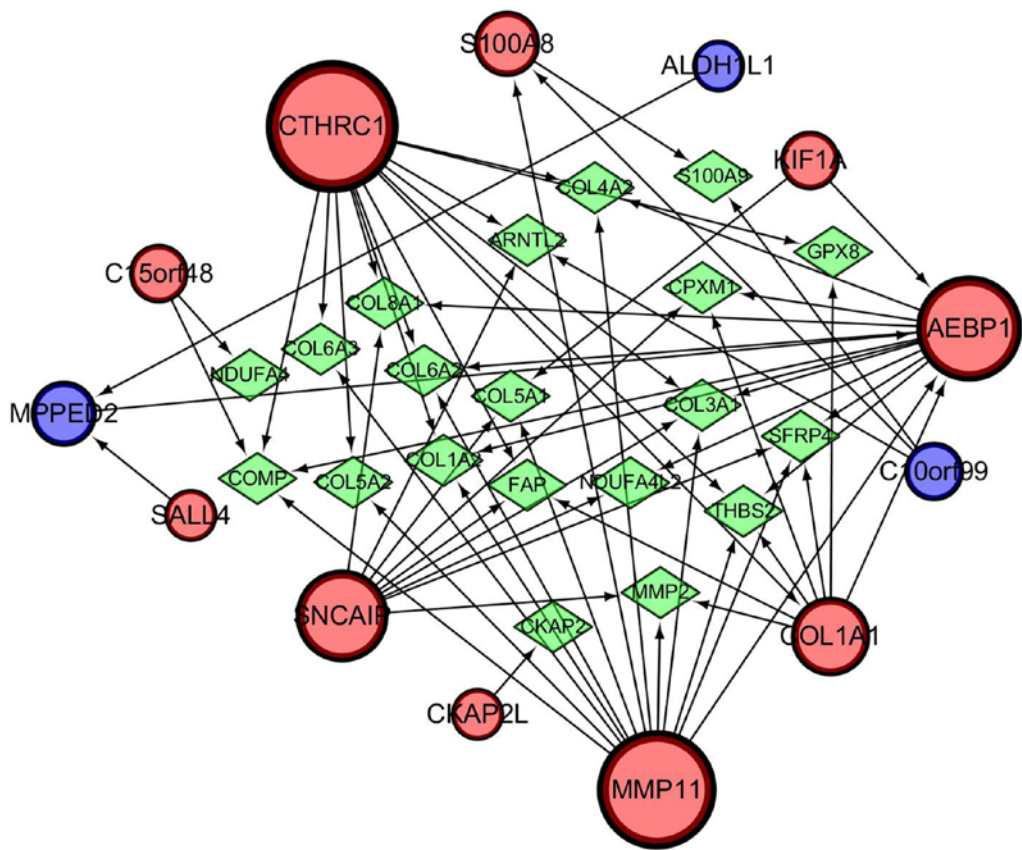 S100A8
ALDH1L1
CTHRC1
KIF1A
S100A9
COL4A2
ARNTL2
GPX8
C15orf48
CPXM1
COL8A1
AEBP1
COL6A3
NDUFA4
COL6A2
COL5A1
COL3A1
MPPED2
SFRP4
COL1A2
C10orf99
COMP
COL5A2
FAP
NDUFA4L2
THBS2
SALL4
MMP2
SNCAIP
CKAP2
COL1A1
CKAP2L
MMP11